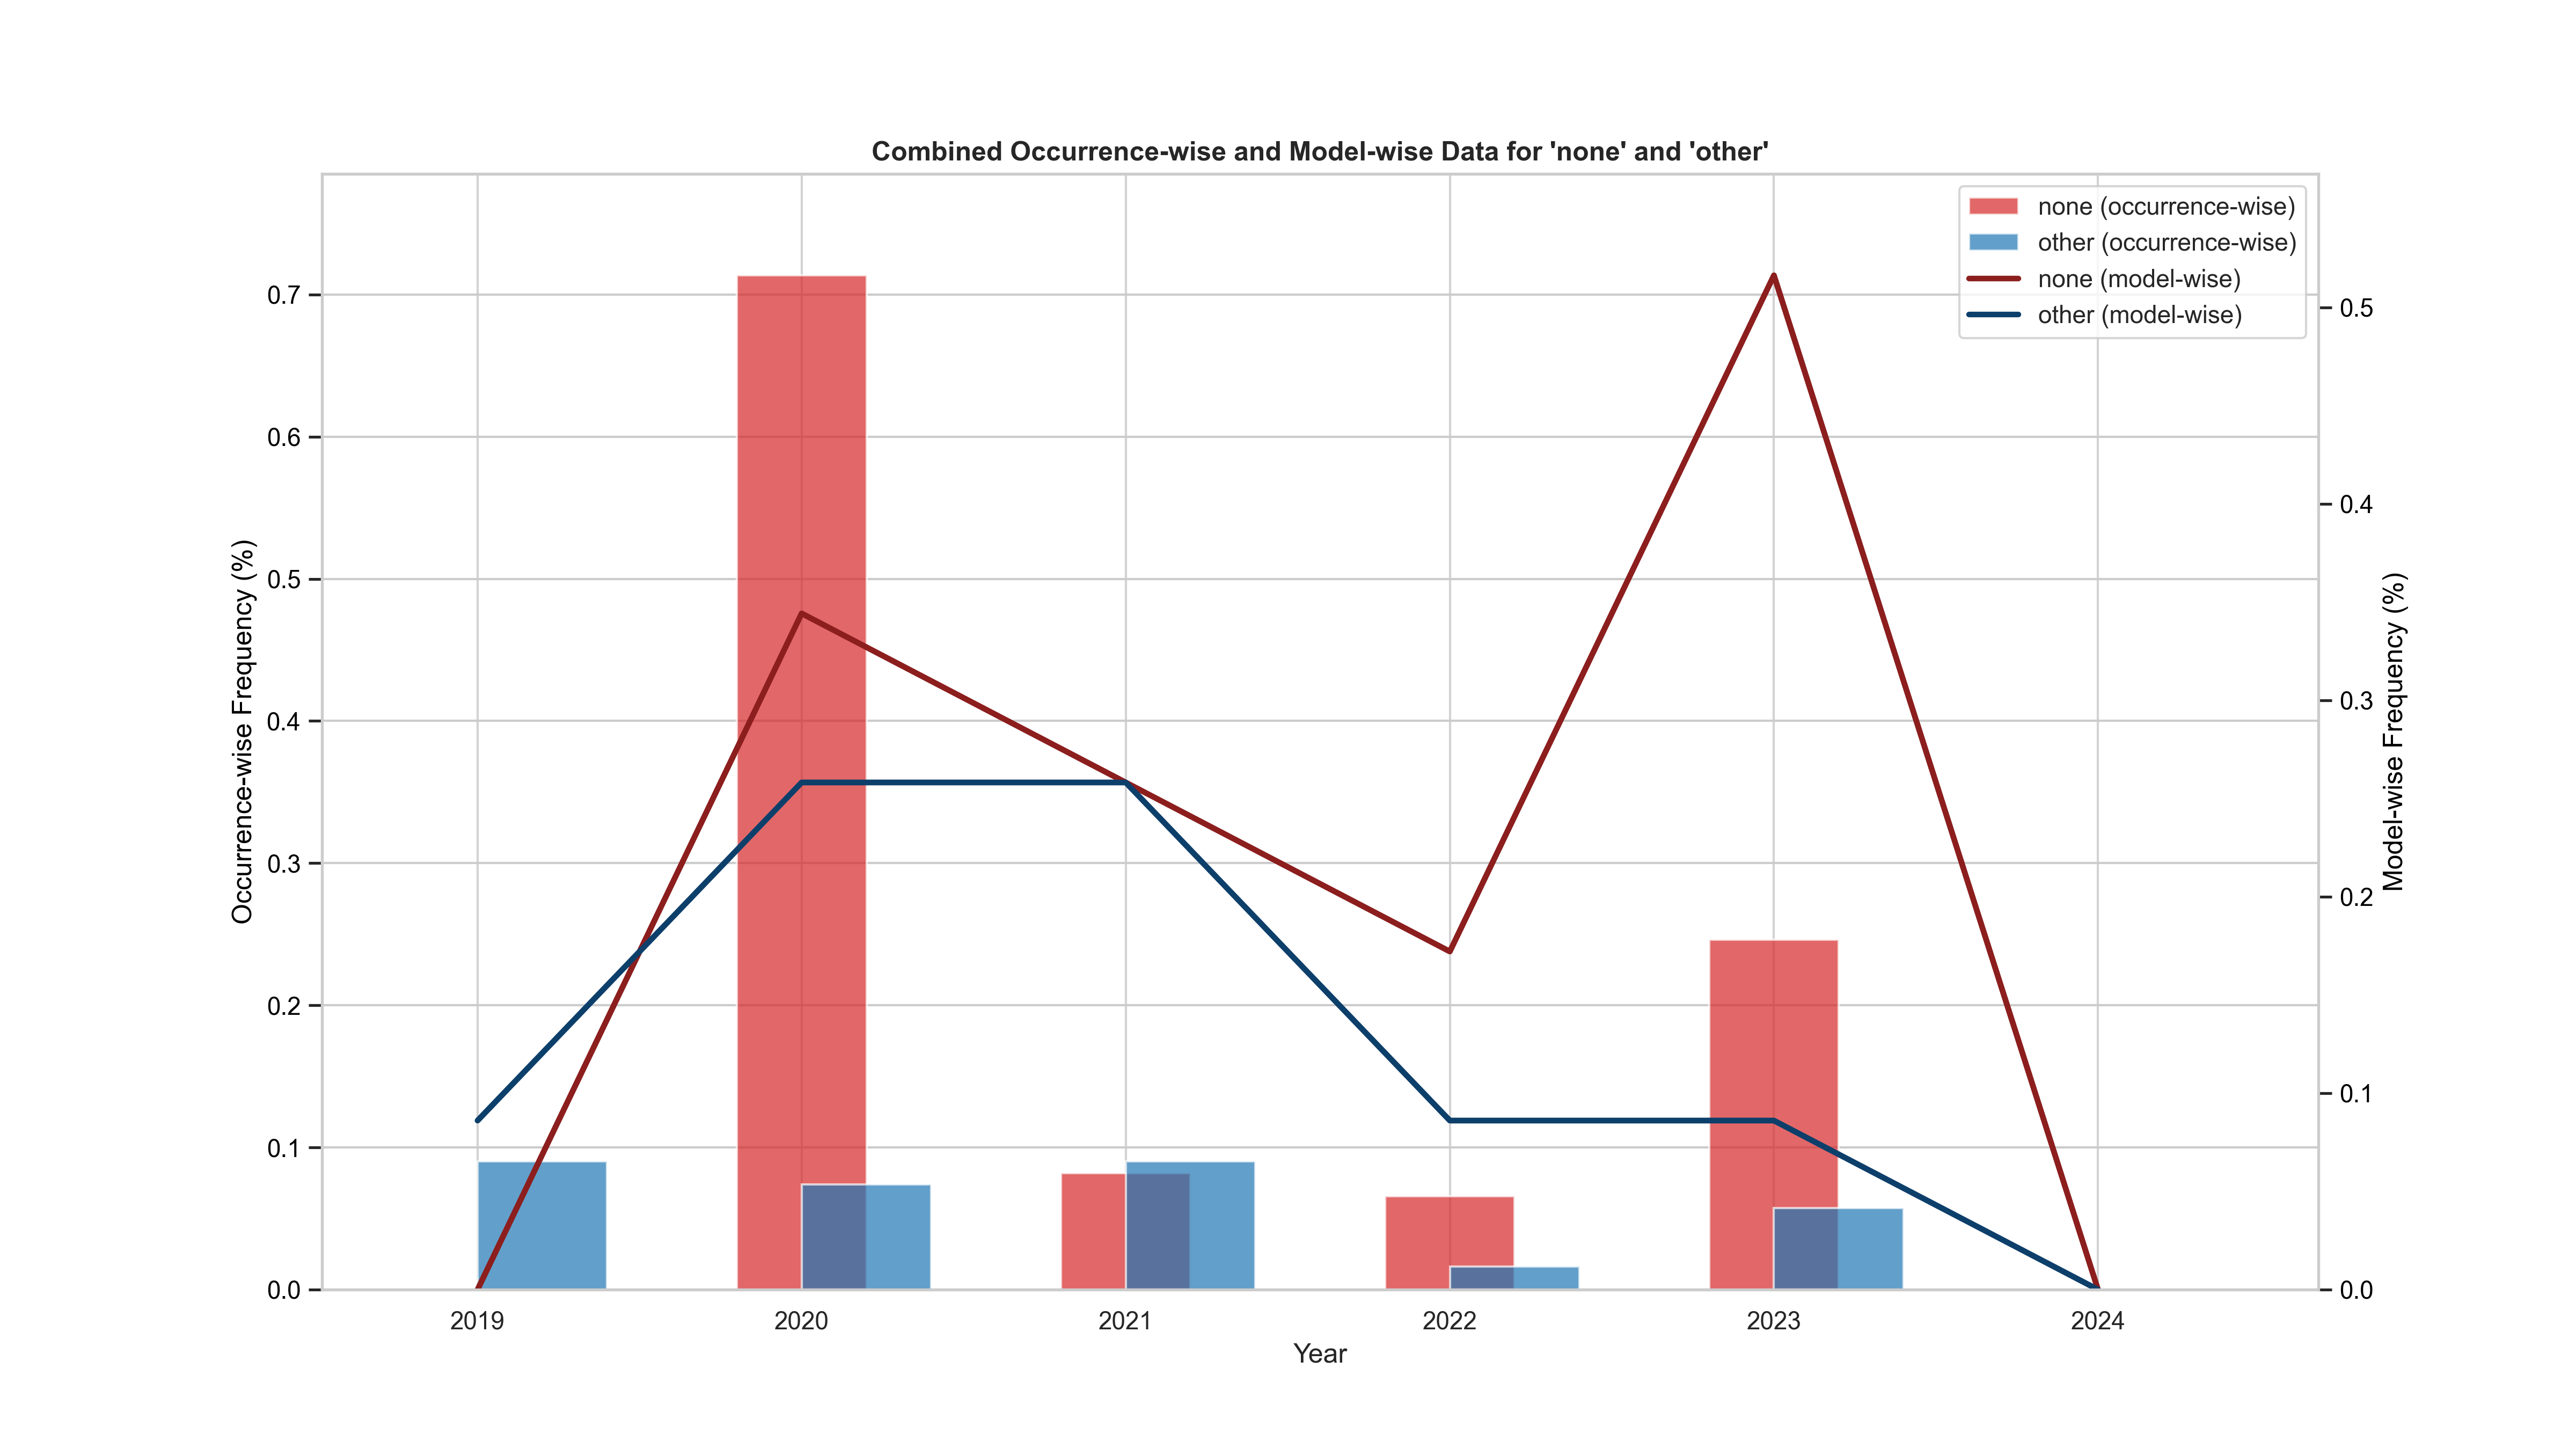 Combined Occurrence-wise and Model-wise Data for 'none' and 'other'
none (occurrence-wise)
other (occurrence-wise)
none (model-wise)
other (model-wise)
Occurrence-wise Frequency (%)
0.7
0.6
0.5
0.4
0.3
0.2
0.1
0.0
0.5
0.4
0.3
0.2
0.1
0.0
Model-wise Frequency (%)
2019 2020 2021 2022 2023 2024
Year